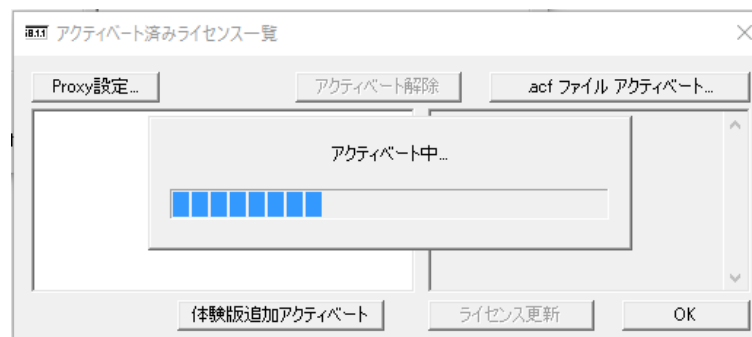 i8.1.1 アクティベート済みライセンス一覧
Proxy設定...
アクティベート解除
.acf ファイル アクティベート...
アクティベート中...
体験版追加アクティベート
ライセンス更新
OK